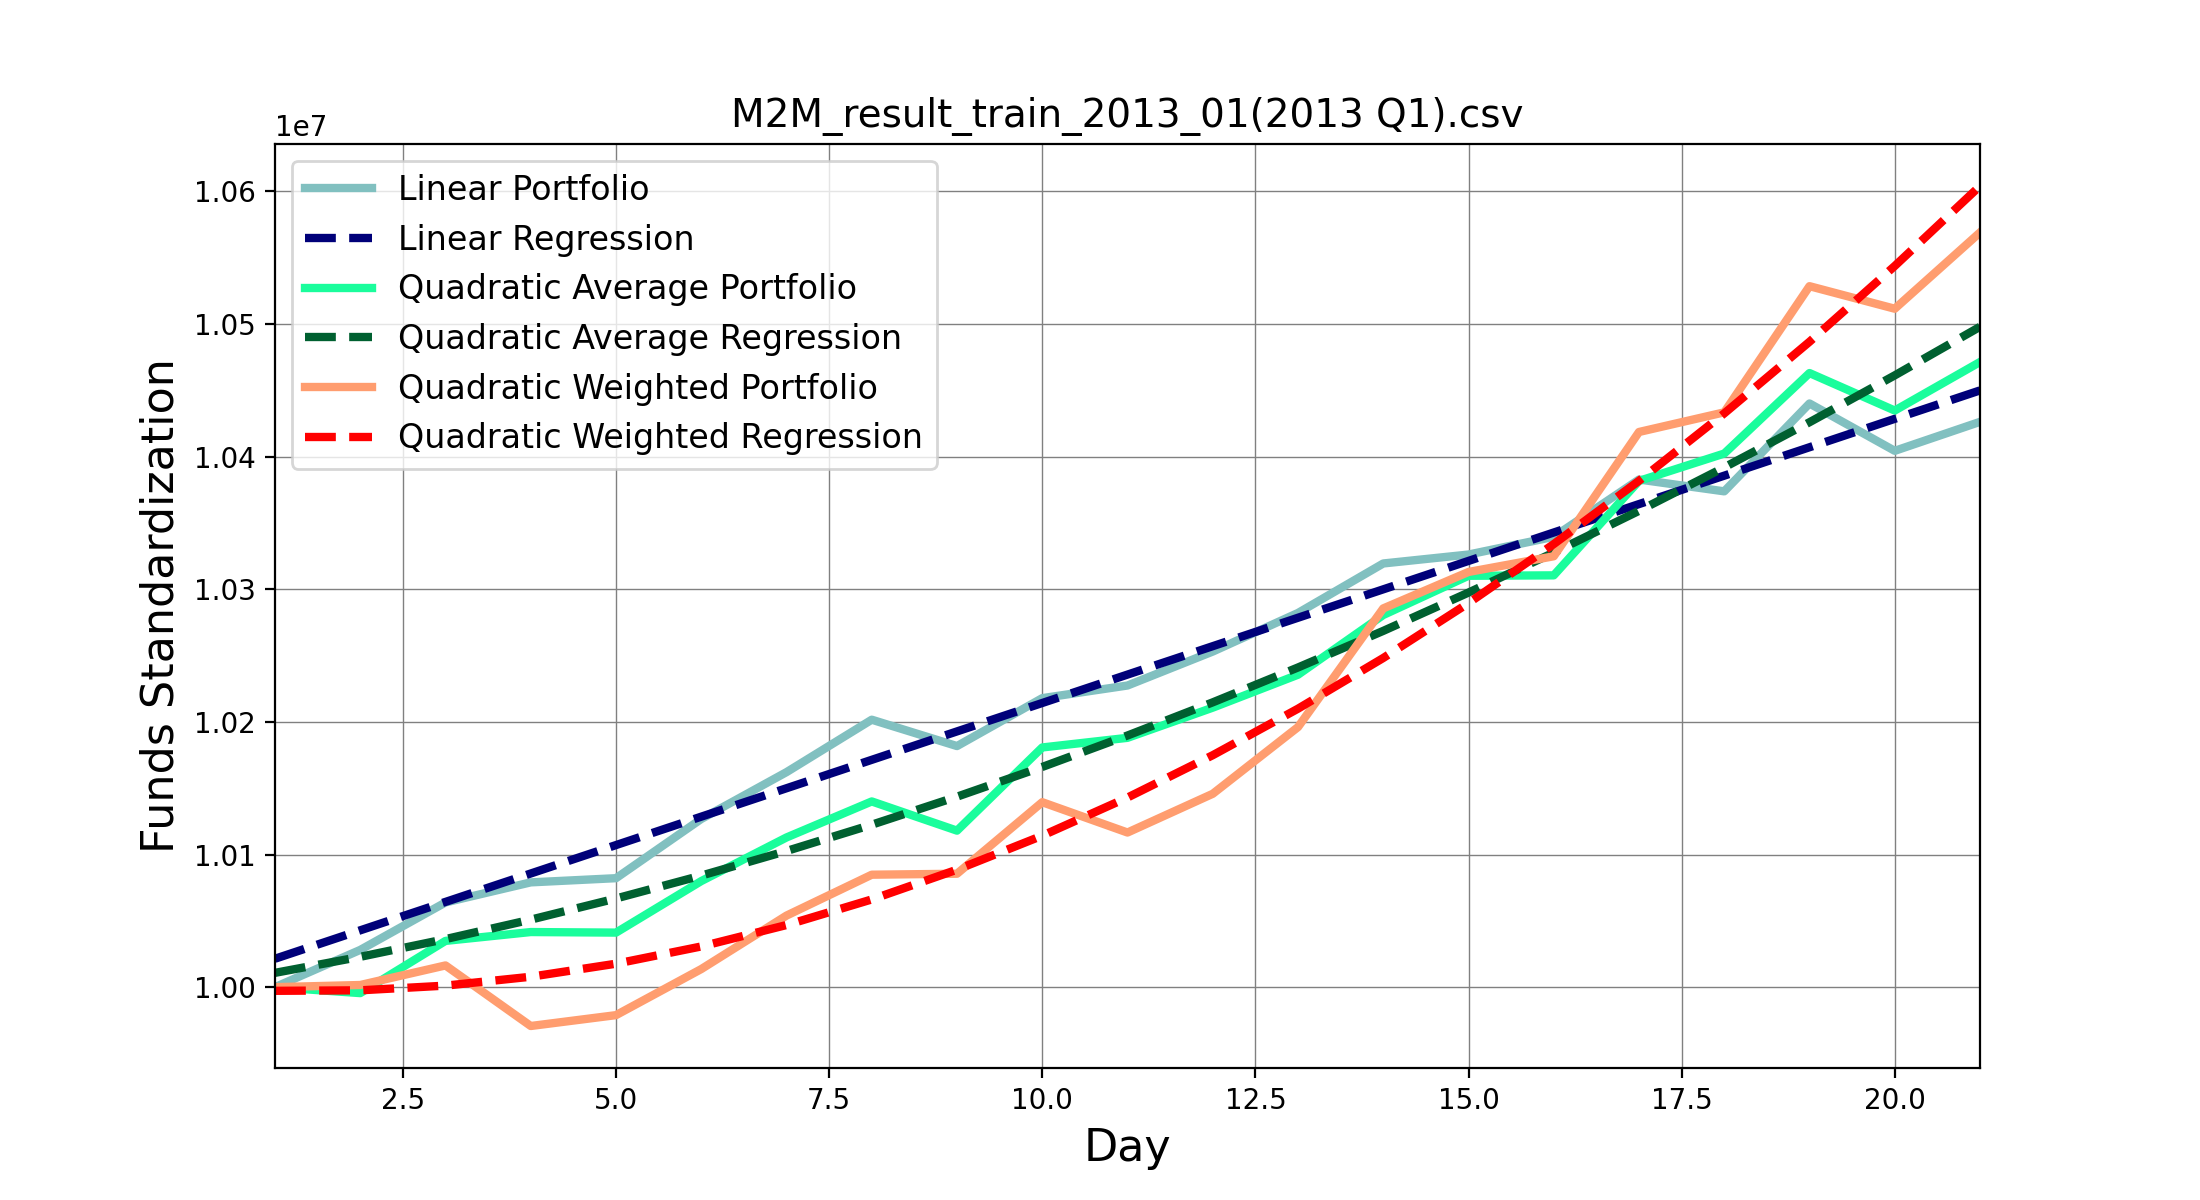 M2M_result_train_2013_01(2013 Q1).csv
1e7
Linear Portfolio
Linear Regression
Quadratic Average Portfolio
Quadratic Average Regression
Quadratic Weighted Portfolio
Quadratic Weighted Regression
1.06
1.05
1.04
1.03
1.02
1.01
1.00
Funds Standardization
2.5 5.0 7.5 10.0 12.5 15.0 17.5 20.0
Day